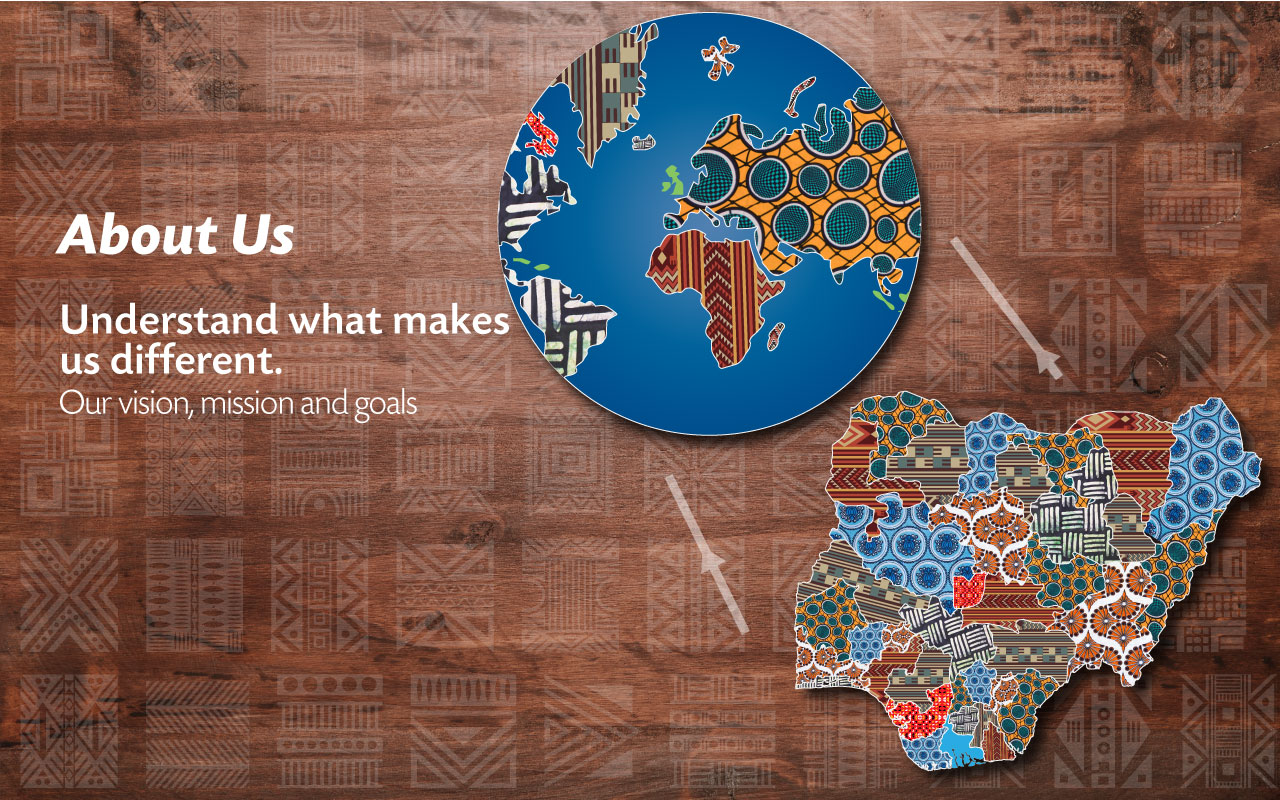 About Us
Understand what makes
us different.
Our vision, mission and goals